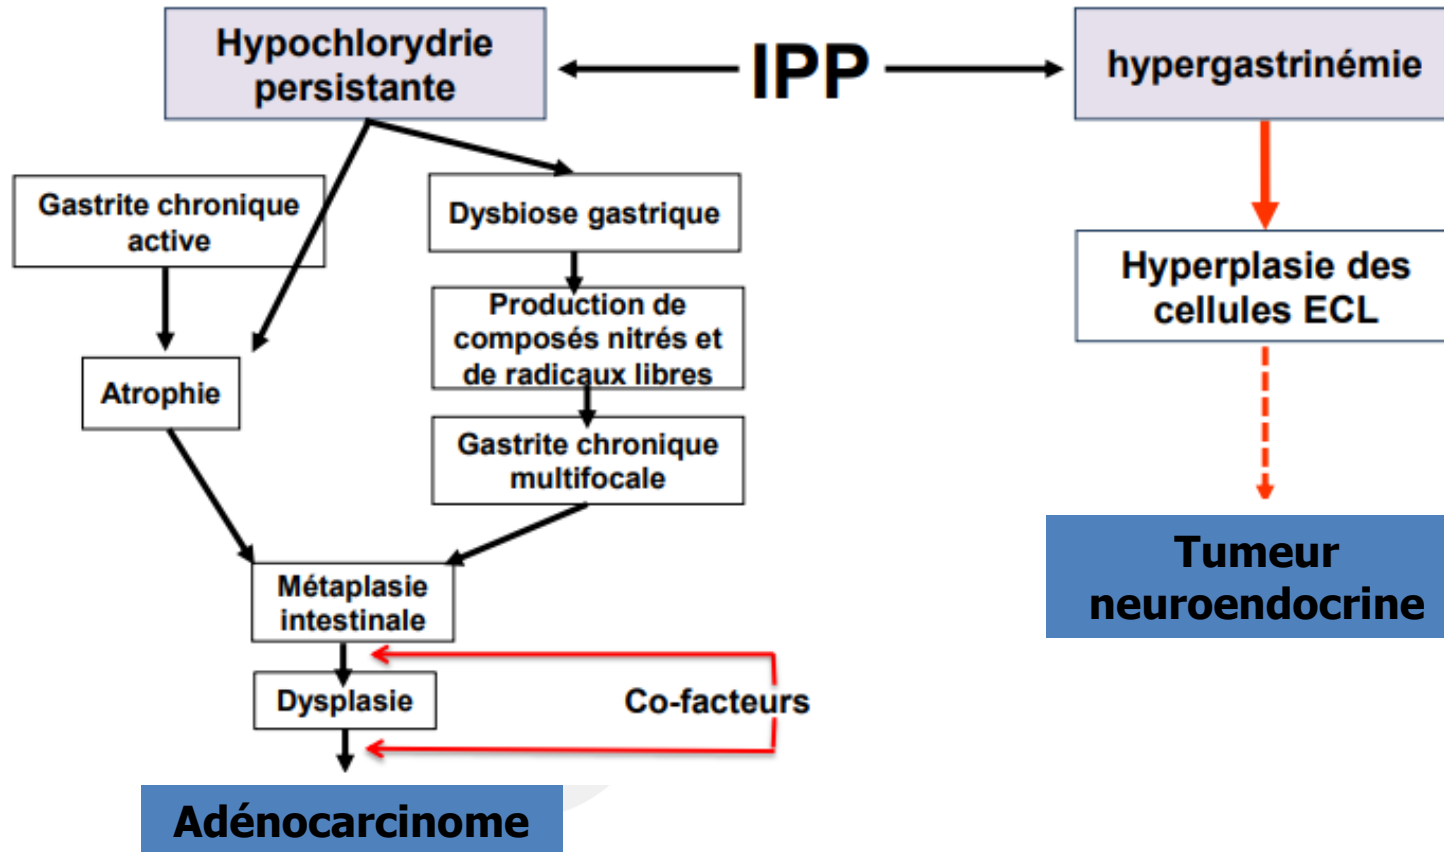 Hypochlorydrie
persistante
IPP
hypergastrinémie
Gastrite chronique
active
Dysbiose gastrique
Hyperplasie des
cellules ECL
Production de
composés nitrés et
de radicaux libres
Atrophie
Gastrite chronique
multifocale
Tumeur
neuroendocrine
Métaplasie
intestinale
Dysplasie
Co-facteurs
Adénocarcinome